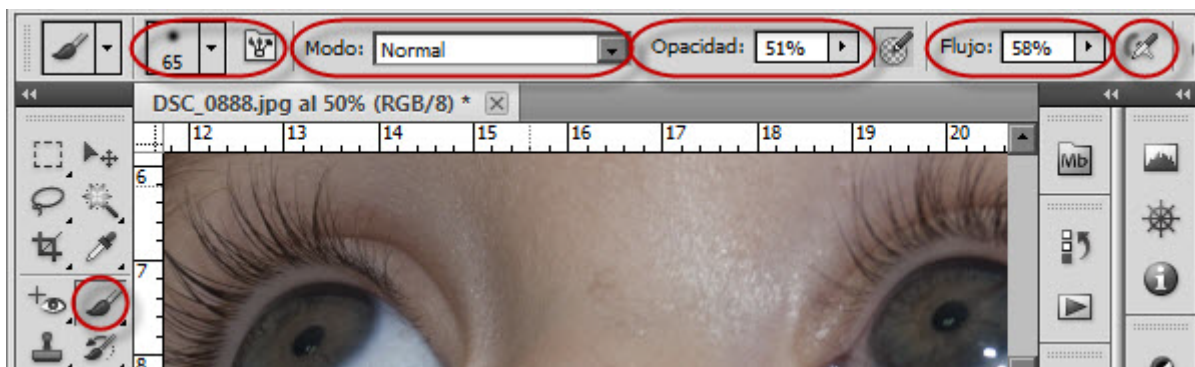 65 Modo: Normal Opacidad: 51% Flujo: 58%
DSC_0888.jpg al 50% (RGB/8) *
12 13 14 15 16 17 18 19 20
Mb
6
7
8